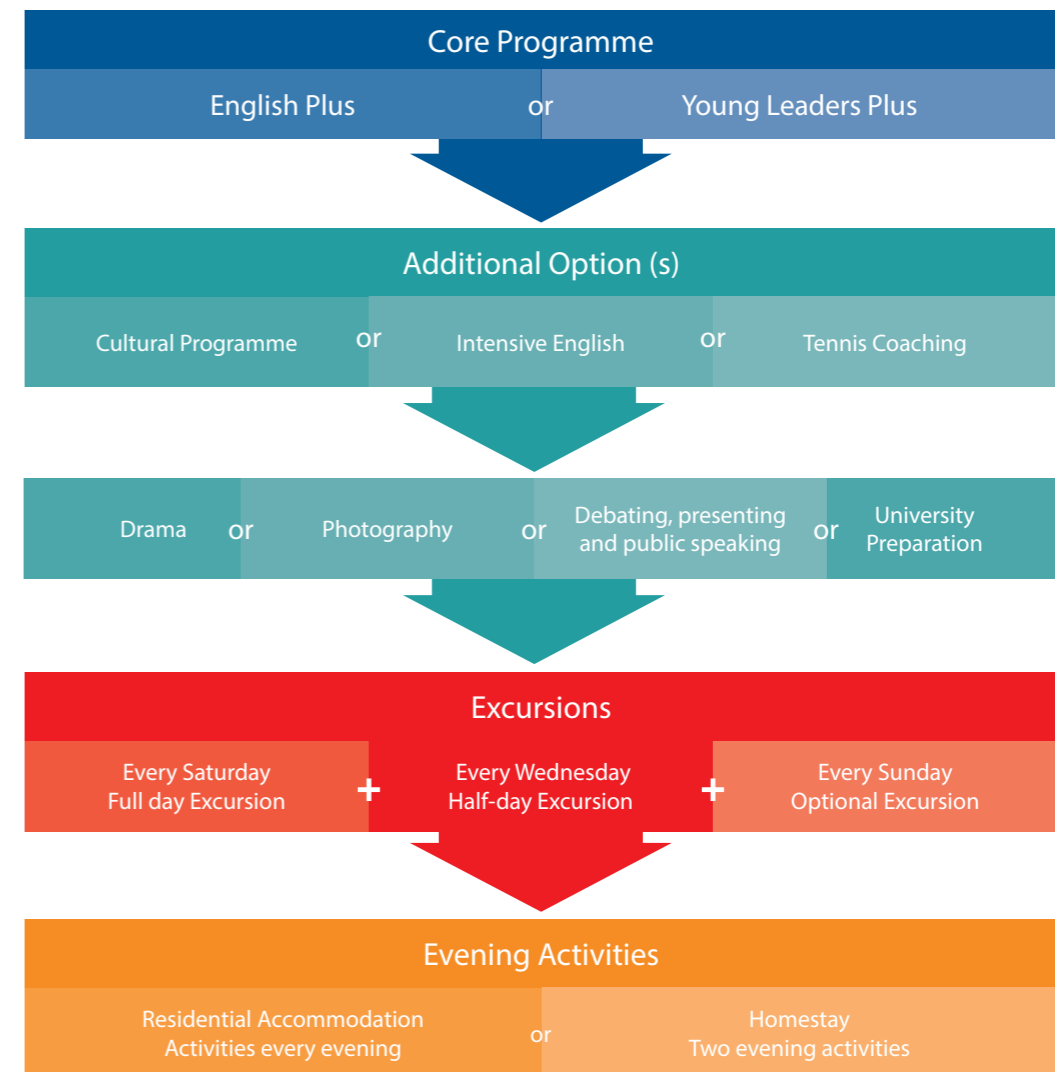 Core Programme
English Plus or Young Leaders Plus
Additional Option (s)
Cultural Programme or Intensive English or Tennis Coaching
Drama or Photography or Debating, presenting and public speaking or University Preparation
Excursions
Every Saturday
Full day Excursion
+
Every Wednesday
Half-day Excursion
+
Every Sunday
Optional Excursion
Evening Activities
Residential Accommodation
Activities every evening
or
Homestay
Two evening activities